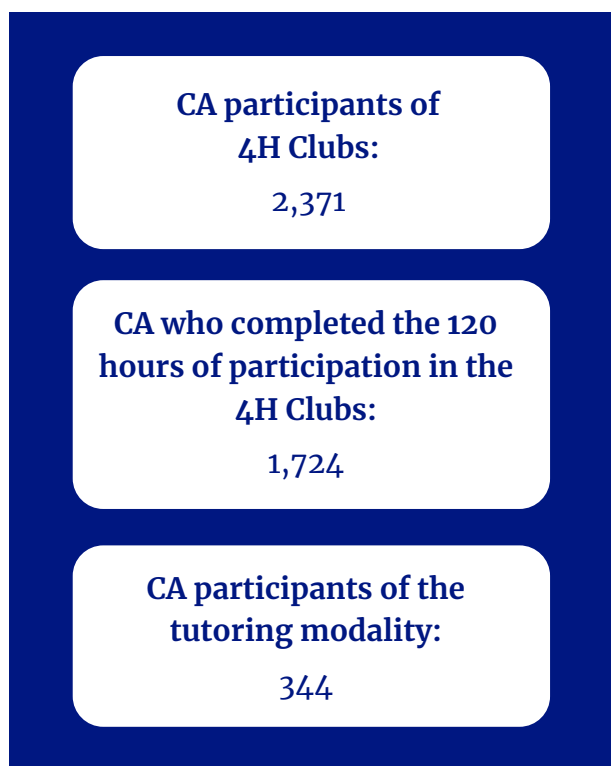 CA participants of
4H Clubs:
2,371
CA who completed the 120
hours of participation in the
4H Clubs:
1,724
CA participants of the
tutoring modality:
344